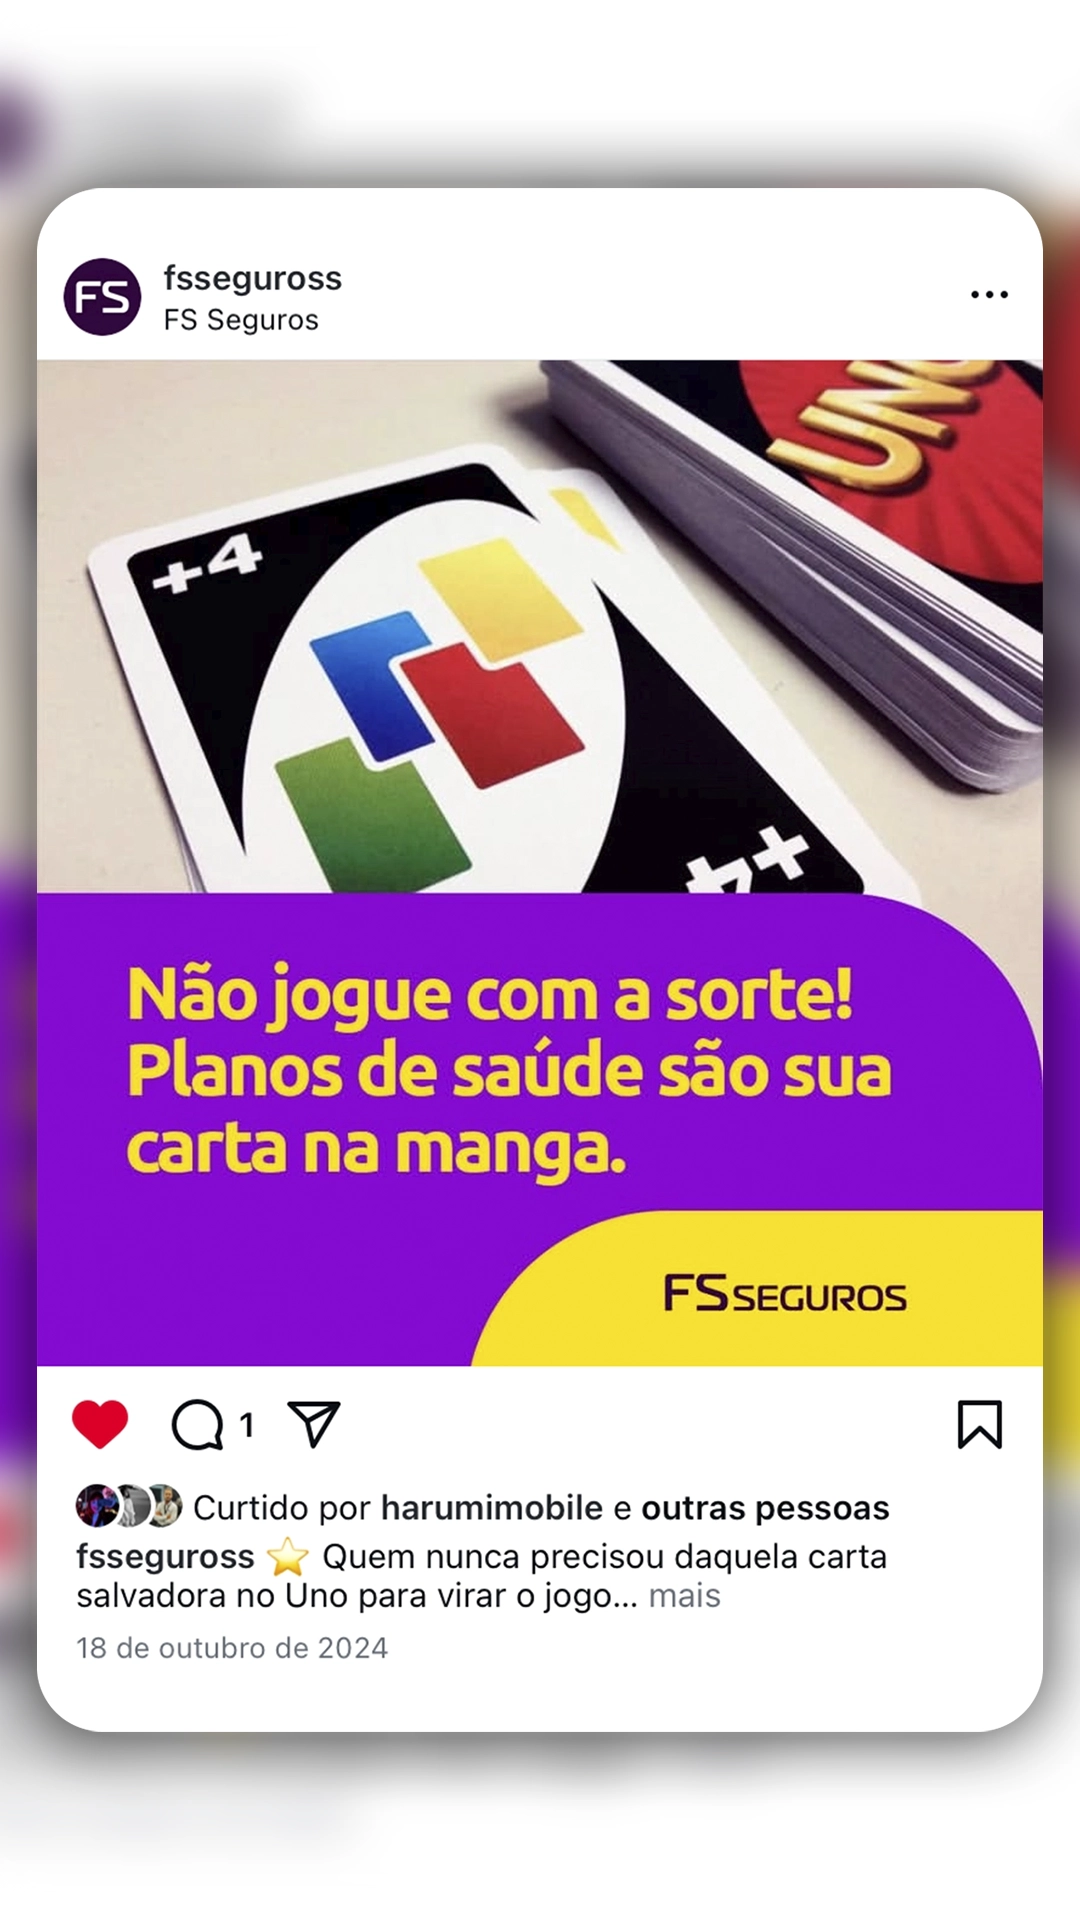 FS
fsseguross
FS Seguros
UNO
+4
+4
Não jogue com a sorte!
Planos de saúde são sua
carta na manga.
FS SEGUROS
1
Curtido por harumimobile e outras pessoas
fsseguross ⭐ Quem nunca precisou daquela carta
salvadora no Uno para virar o jogo... mais
18 de outubro de 2024